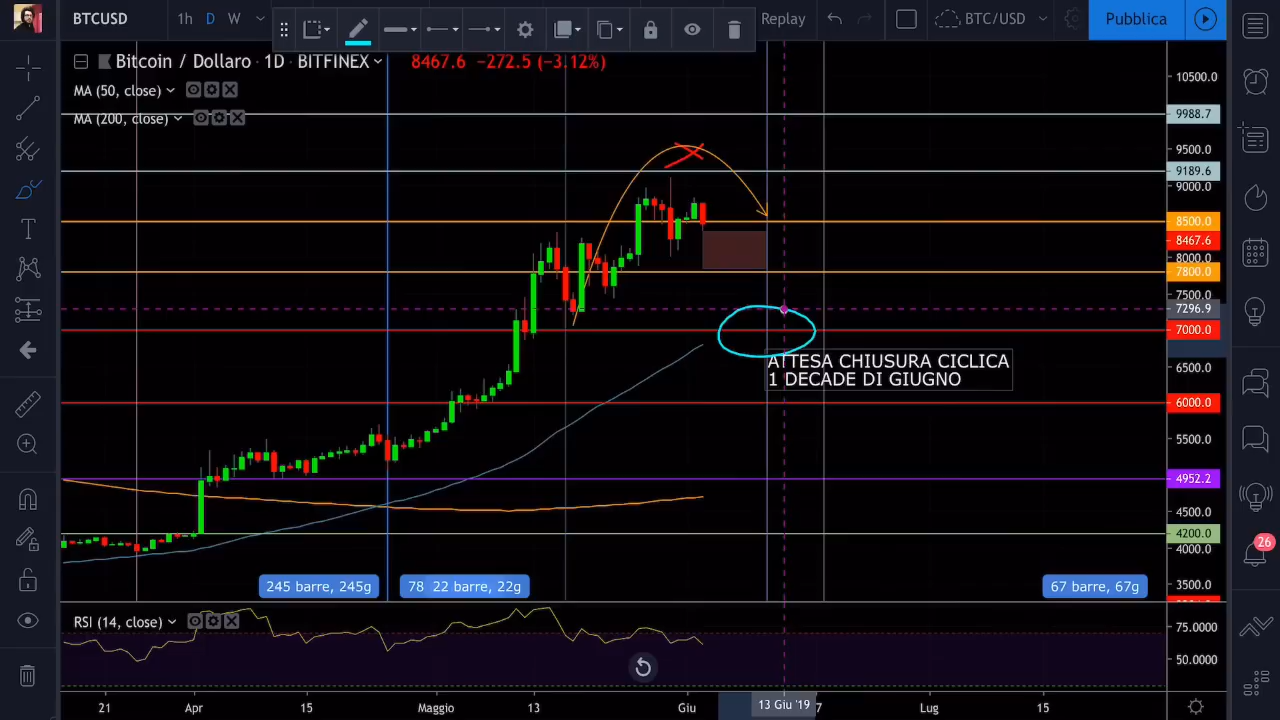 BTCUSD
1h D W
Replay
BTC/USD
Pubblica
Bitcoin / Dollaro · 1D · BITFINEX
8467.6 −272.5 (−3.12%)
MA (50, close)
MA (200, close)
10500.0
9988.7
9500.0
9189.6
9000.0
8500.0
8467.6
8000.0
7800.0
7500.0
7296.9
7000.0
6500.0
6000.0
5500.0
4952.2
4500.0
4200.0
4000.0
3500.0
ATTESA CHIUSURA CICLICA
1 DECADE DI GIUGNO
245 barre, 245g
78
22 barre, 22g
67 barre, 67g
26
RSI (14, close)
75.0000
50.0000
21
Apr
15
Maggio
13
Giu
13 Giu '19
7
Lug
15